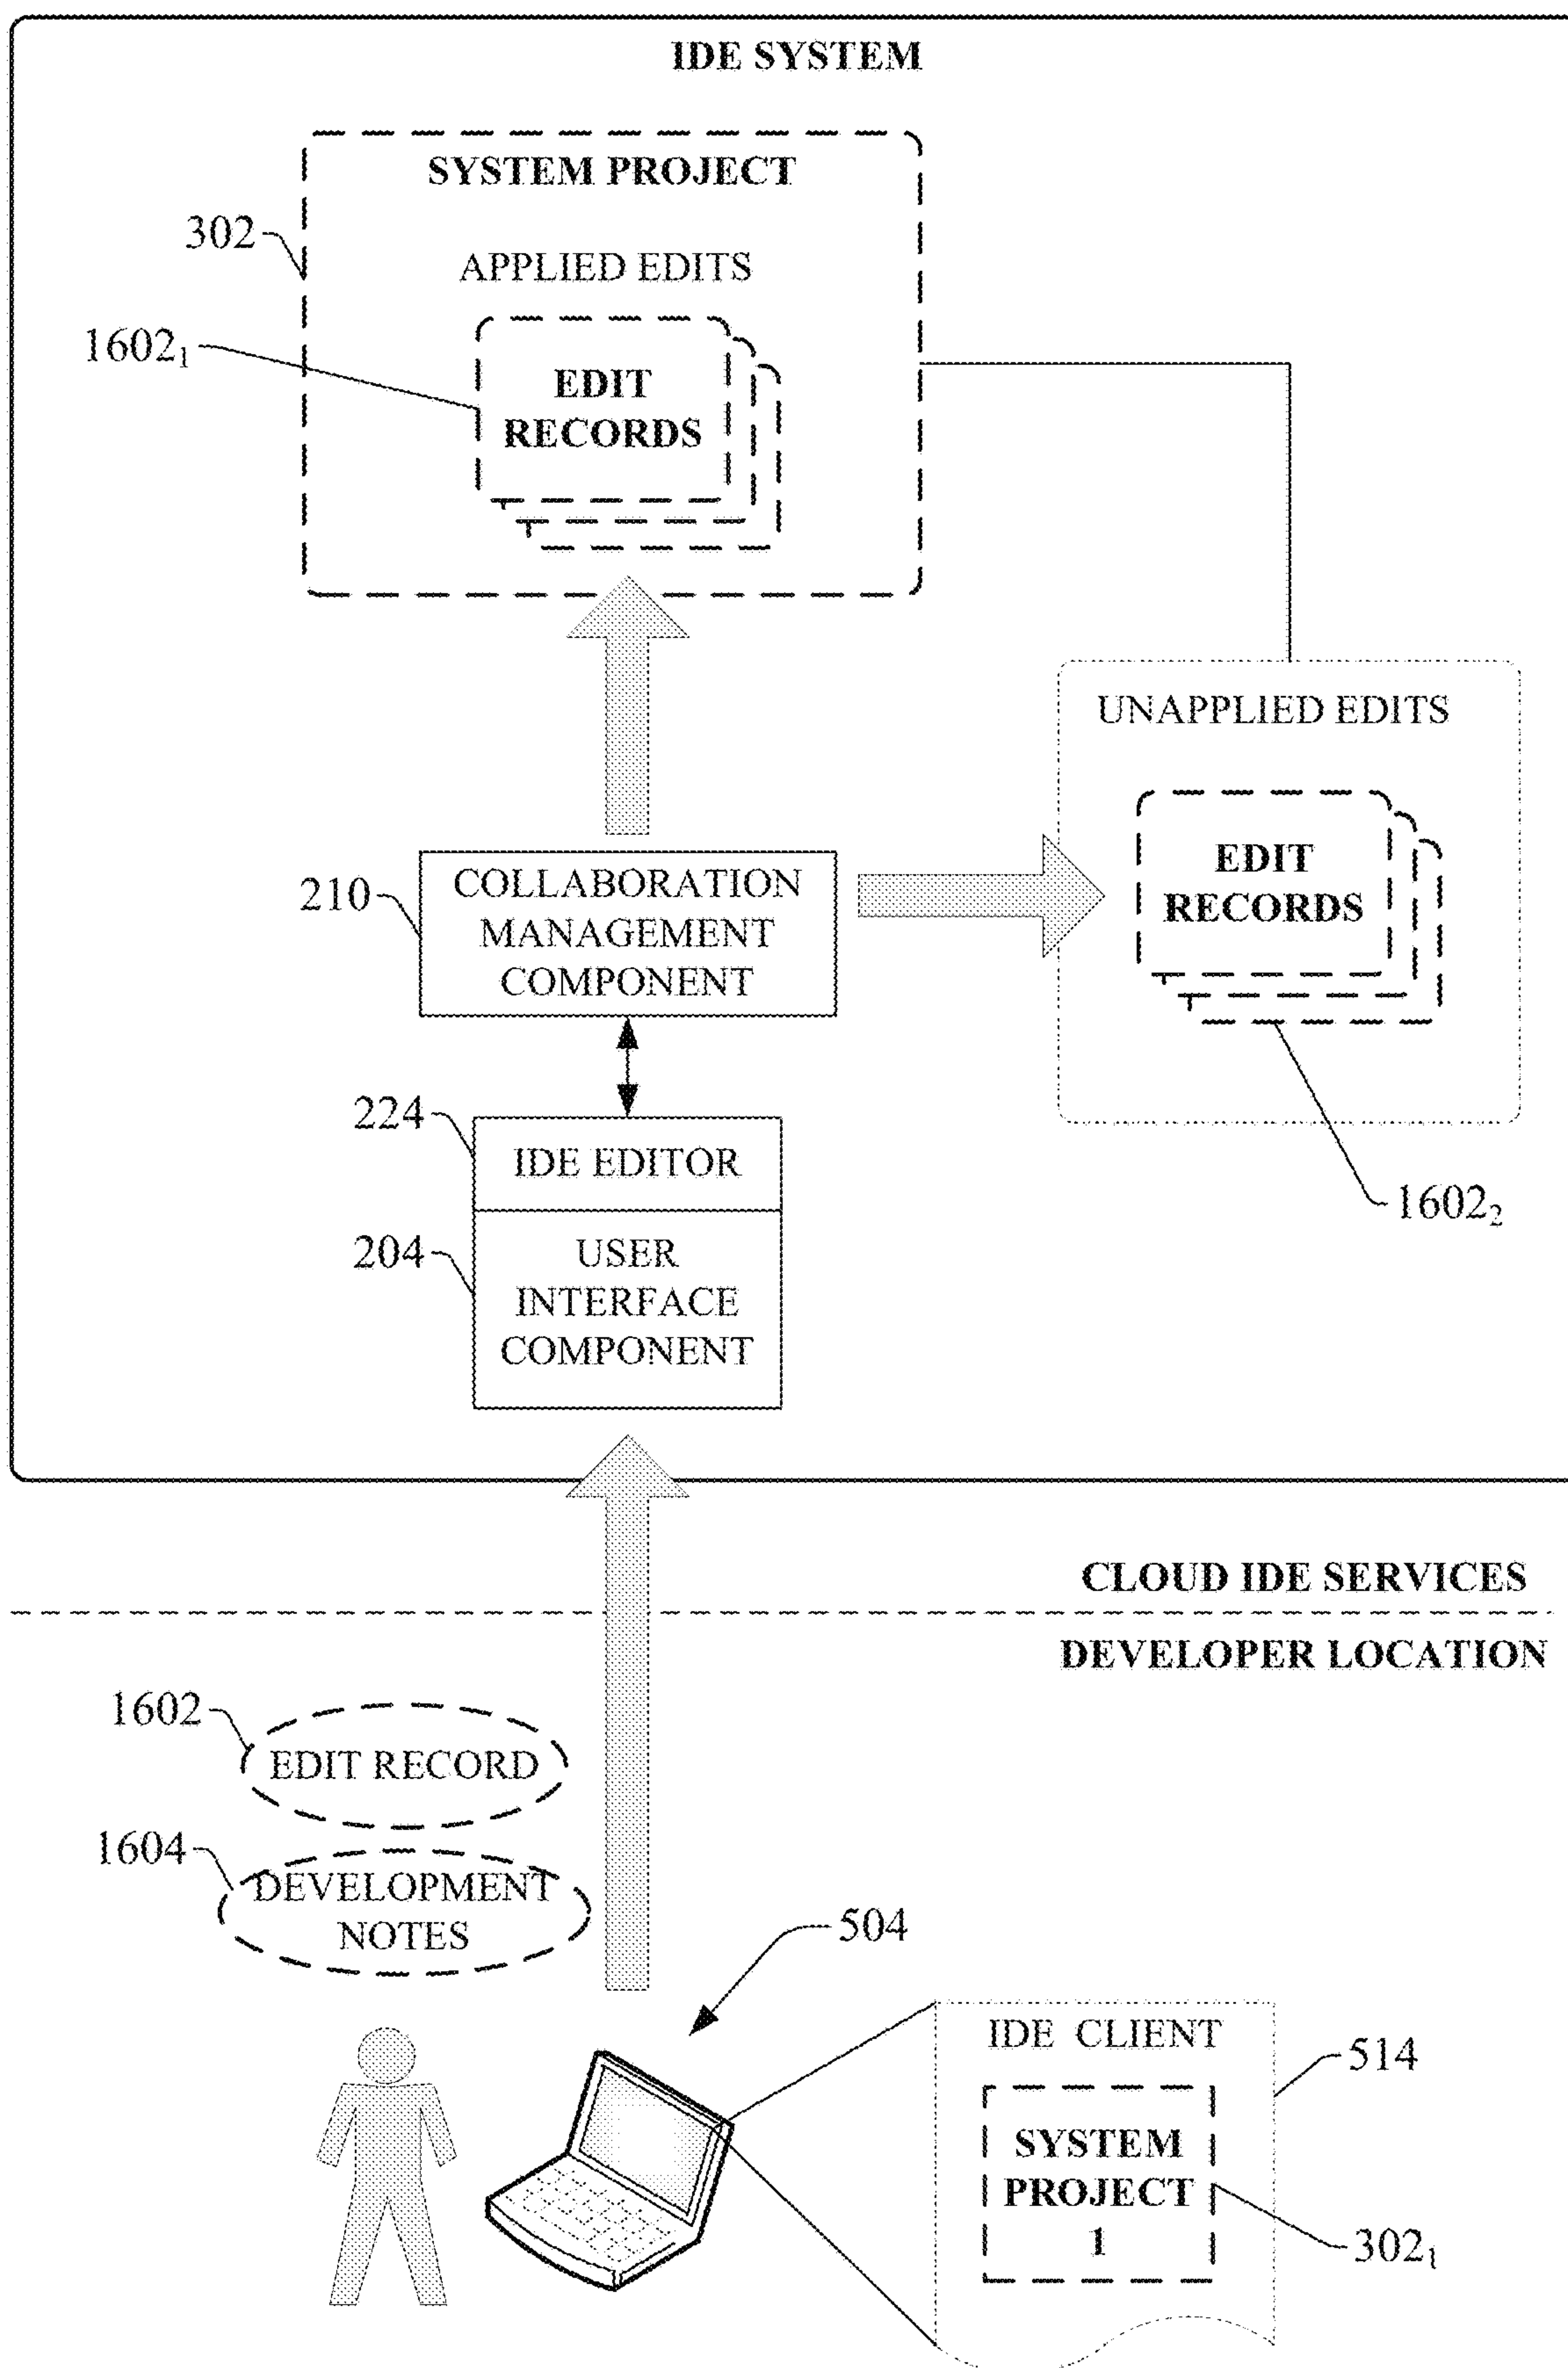 IDE SYSTEM
SYSTEM PROJECT
302
APPLIED EDITS
1602₁
EDIT
RECORDS
UNAPPLIED EDITS
EDIT
RECORDS
210
COLLABORATION
MANAGEMENT
COMPONENT
224
IDE EDITOR
1602₂
204
USER
INTERFACE
COMPONENT
CLOUD IDE SERVICES
DEVELOPER LOCATION
1602
EDIT RECORD
1604
DEVELOPMENT
NOTES
504
IDE CLIENT
514
SYSTEM
PROJECT
1
302₁